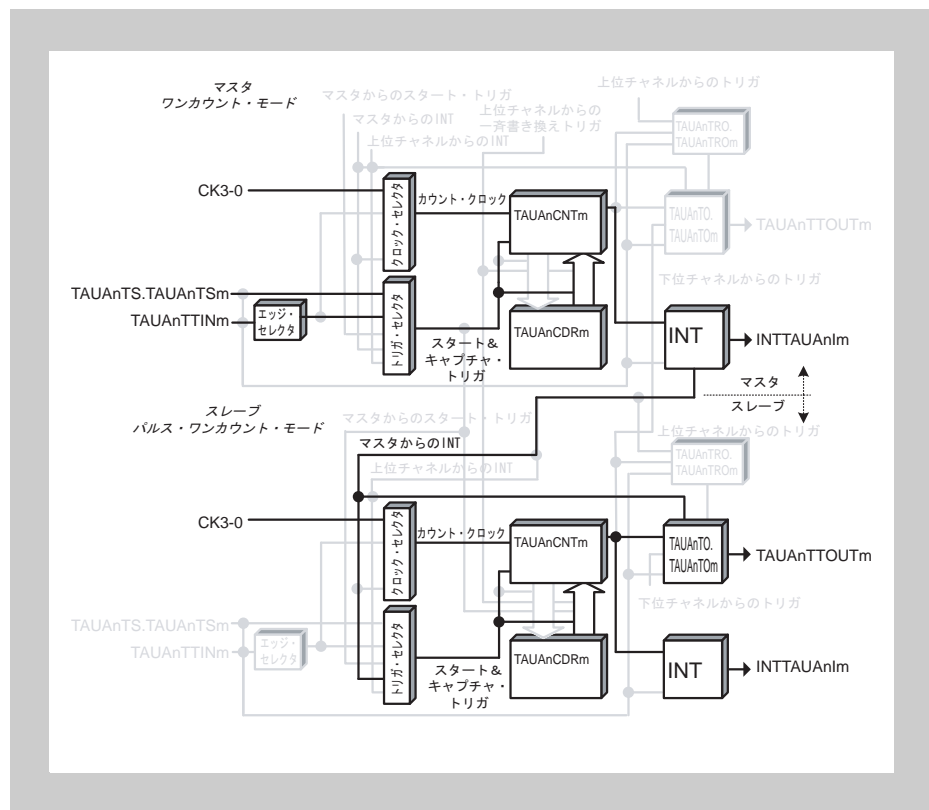 マスタ
ワンカウント・モード
マスタからのスタート・トリガ
マスタからのINT
上位チャネルからのINT
上位チャネルからの
一斉書き換えトリガ
上位チャネルからのトリガ
TAUAnTRO.
TAUAnTROm
CK3-0
クロック・セレクタ
カウント・クロック
TAUAnCNTm
TAUAnTO.
TAUAnTOm
TAUAnTTOUTm
下位チャネルからのトリガ
TAUAnTS.TAUAnTSm
TAUAnTTINm
エッジ・
セレクタ
トリガ・セレクタ
スタート&
キャプチャ・
トリガ
TAUAnCDRm
INT
INTTAUAnIm
マスタ
スレーブ
スレーブ
パルス・ワンカウント・モード
マスタからのスタート・トリガ
マスタからのINT
上位チャネルからのINT
上位チャネルからのトリガ
TAUAnTRO.
TAUAnTROm
CK3-0
クロック・セレクタ
カウント・クロック
TAUAnCNTm
TAUAnTO.
TAUAnTOm
TAUAnTTOUTm
下位チャネルからのトリガ
TAUAnTS.TAUAnTSm
TAUAnTTINm
エッジ・
セレクタ
トリガ・セレクタ
スタート&
キャプチャ・
トリガ
TAUAnCDRm
INT
INTTAUAnIm